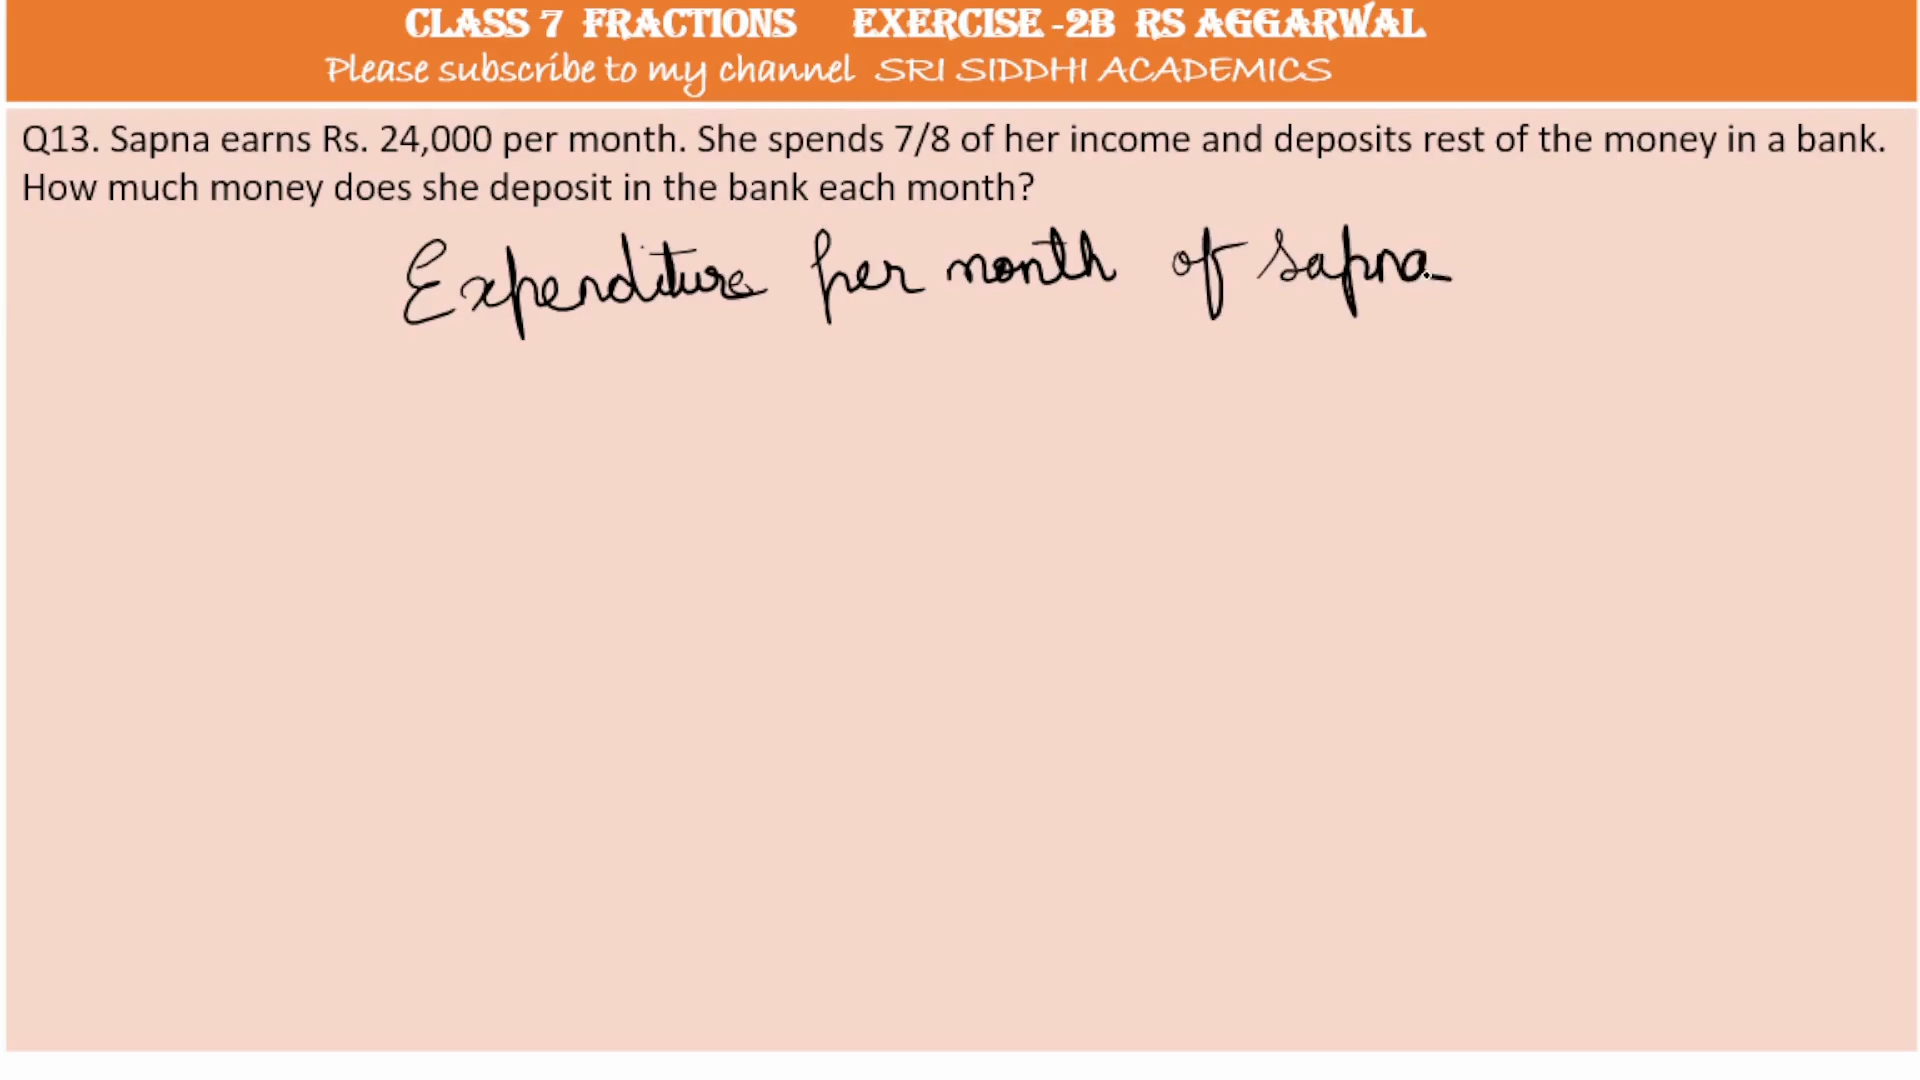 CLASS 7 FRACTIONS EXERCISE -2B RS AGGARWAL
Please subscribe to my channel SRI SIDDHI ACADEMICS
Q13. Sapna earns Rs. 24,000 per month. She spends 7/8 of her income and deposits rest of the money in a bank.
How much money does she deposit in the bank each month?
Expenditure per month of Sapna